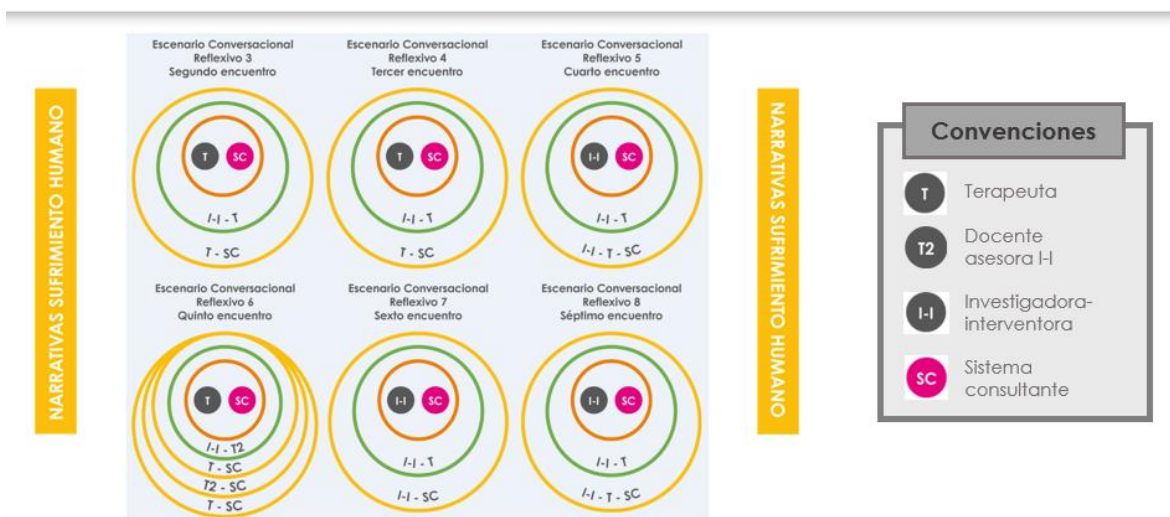 NARRATIVAS SUFRIMIENTO HUMANO
Escenario Conversacional
Reflexivo 3
Segundo encuentro
T
SC
I-I - T
T - SC
Escenario Conversacional
Reflexivo 4
Tercer encuentro
T
SC
I-I - T
T - SC
Escenario Conversacional
Reflexivo 5
Cuarto encuentro
I-I
SC
I-I - T
I-I - T - SC
Escenario Conversacional
Reflexivo 6
Quinto encuentro
T
SC
I-I - T2
T - SC
T2 - SC
T - SC
Escenario Conversacional
Reflexivo 7
Sexto encuentro
I-I
SC
I-I - T
I-I - SC
Escenario Conversacional
Reflexivo 8
Séptimo encuentro
I-I
SC
I-I - T
I-I - T - SC
NARRATIVAS SUFRIMIENTO HUMANO
Convenciones
T
Terapeuta
T2
Docente
asesora I-I
I-I
Investigadora-
interventora
SC
Sistema
consultante